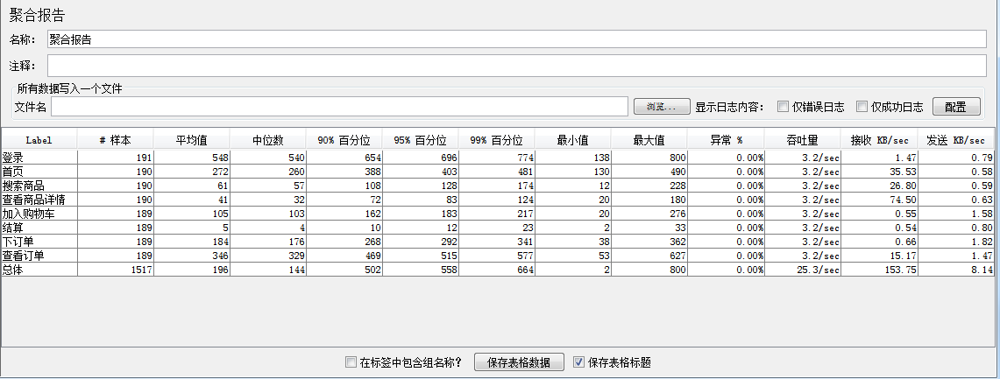 聚合报告
名称： 聚合报告
注释：
所有数据写入一个文件
文件名 浏览... 显示日志内容： 仅错误日志 仅成功日志 配置
Label # 样本 平均值 中位数 90% 百分位 95% 百分位 99% 百分位 最小值 最大值 异常 % 吞吐量 接收 KB/sec 发送 KB/sec
登录 191 548 540 654 696 774 138 800 0.00% 3.2/sec 1.47 0.79
首页 190 272 260 388 403 481 130 490 0.00% 3.2/sec 35.53 0.58
搜索商品 190 61 57 108 128 174 12 228 0.00% 3.2/sec 26.80 0.59
查看商品详情 190 41 32 72 83 124 20 180 0.00% 3.2/sec 74.50 0.63
加入购物车 189 105 103 162 183 217 20 276 0.00% 3.2/sec 0.55 1.58
结算 189 5 4 10 12 23 2 33 0.00% 3.2/sec 0.54 0.80
下订单 189 184 176 268 292 341 38 362 0.00% 3.2/sec 0.66 1.82
查看订单 189 346 329 469 515 577 53 627 0.00% 3.2/sec 15.17 1.47
总体 1517 196 144 502 558 664 2 800 0.00% 25.3/sec 153.75 8.14
在标签中包含组名称？ 保存表格数据 保存表格标题